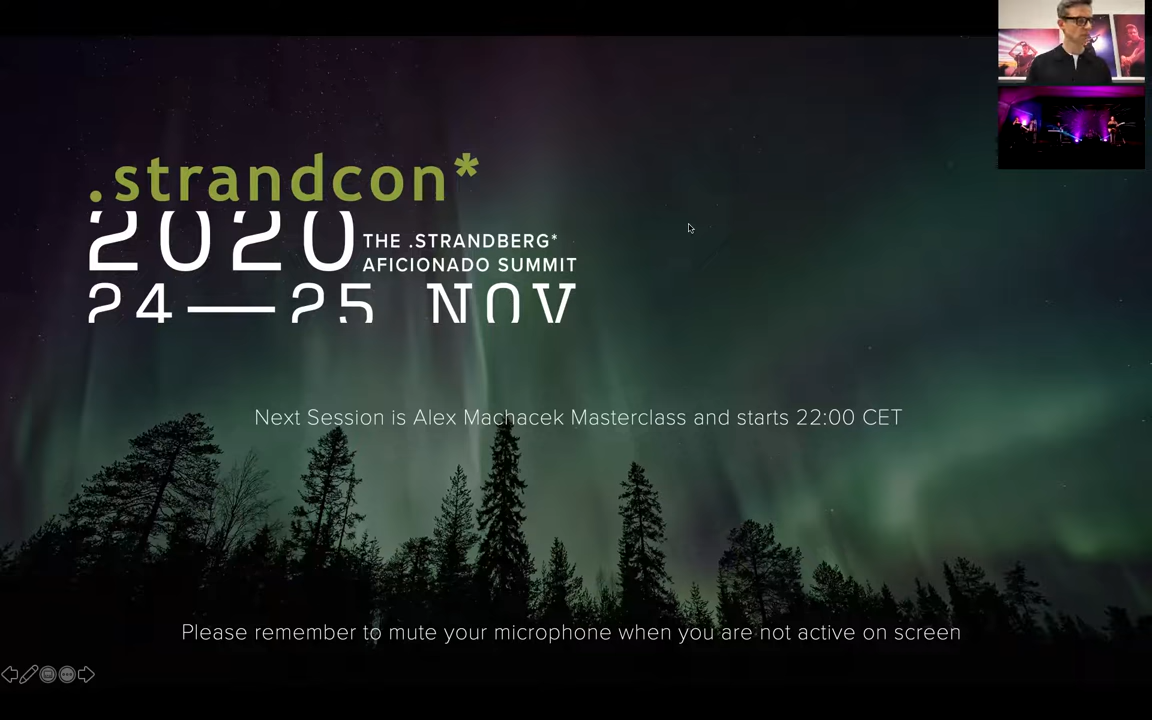 .strandcon*
2020
THE .STRANDBERG*
AFICIONADO SUMMIT
24—25 NOV
Next Session is Alex Machacek Masterclass and starts 22:00 CET
Please remember to mute your microphone when you are not active on screen